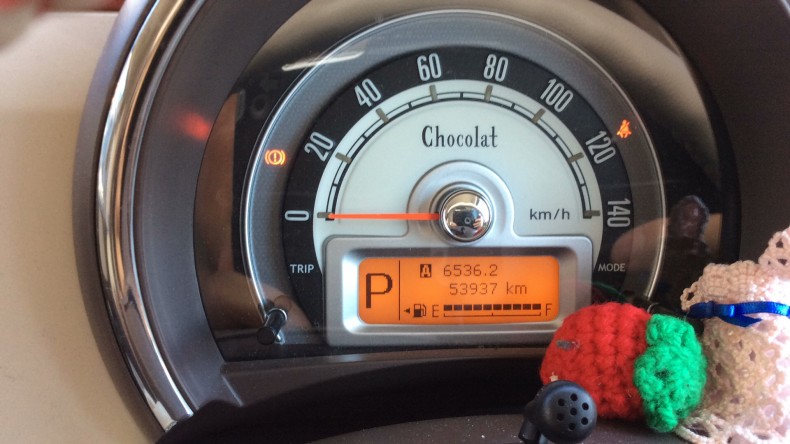 0
20
40
60
80
100
120
140
Chocolat
km/h
TRIP
MODE
P
A 6536.2
53937 km
E F